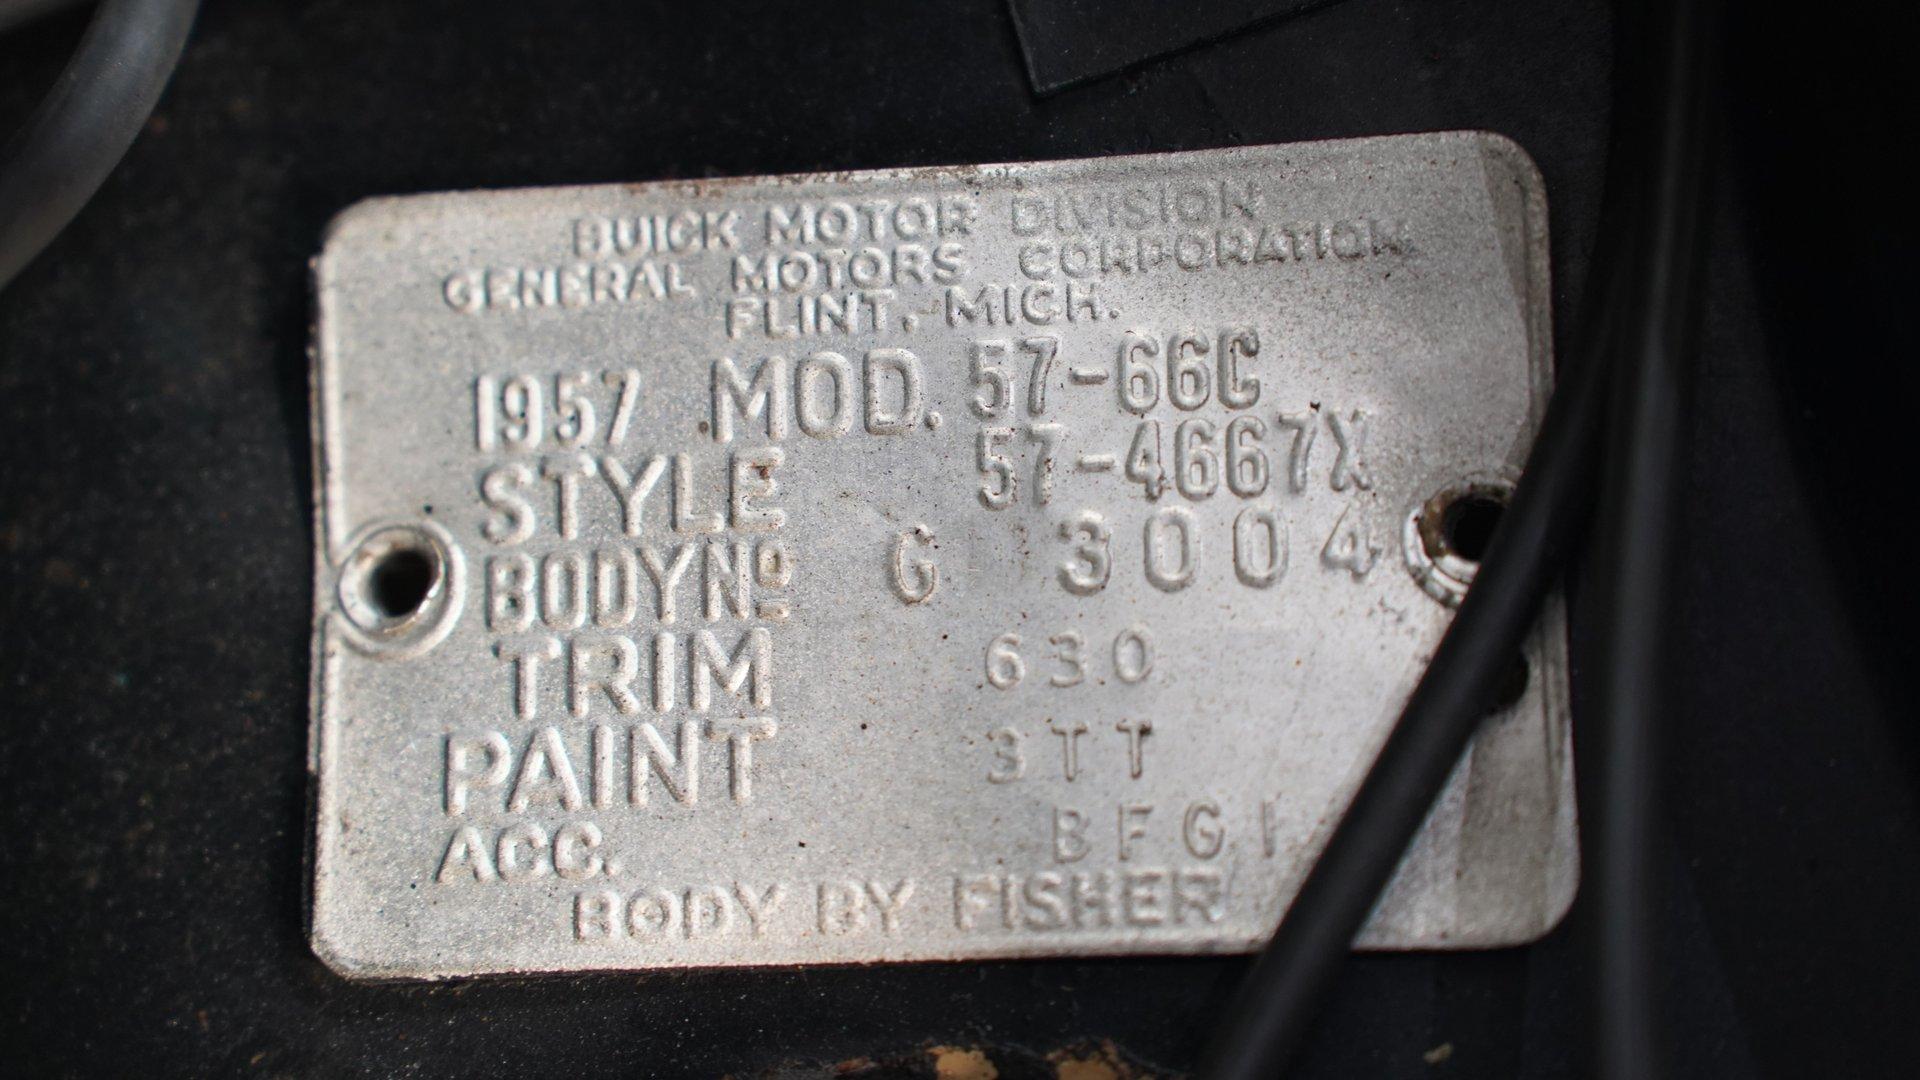 BUICK MOTOR DIVISION
GENERAL MOTORS CORPORATION
FLINT, MICH.
1957 MOD. 57-66C
STYLE 57-4667X
BODY No G 3004
TRIM 630
PAINT 3TT
ACC. BFGI
BODY BY FISHER